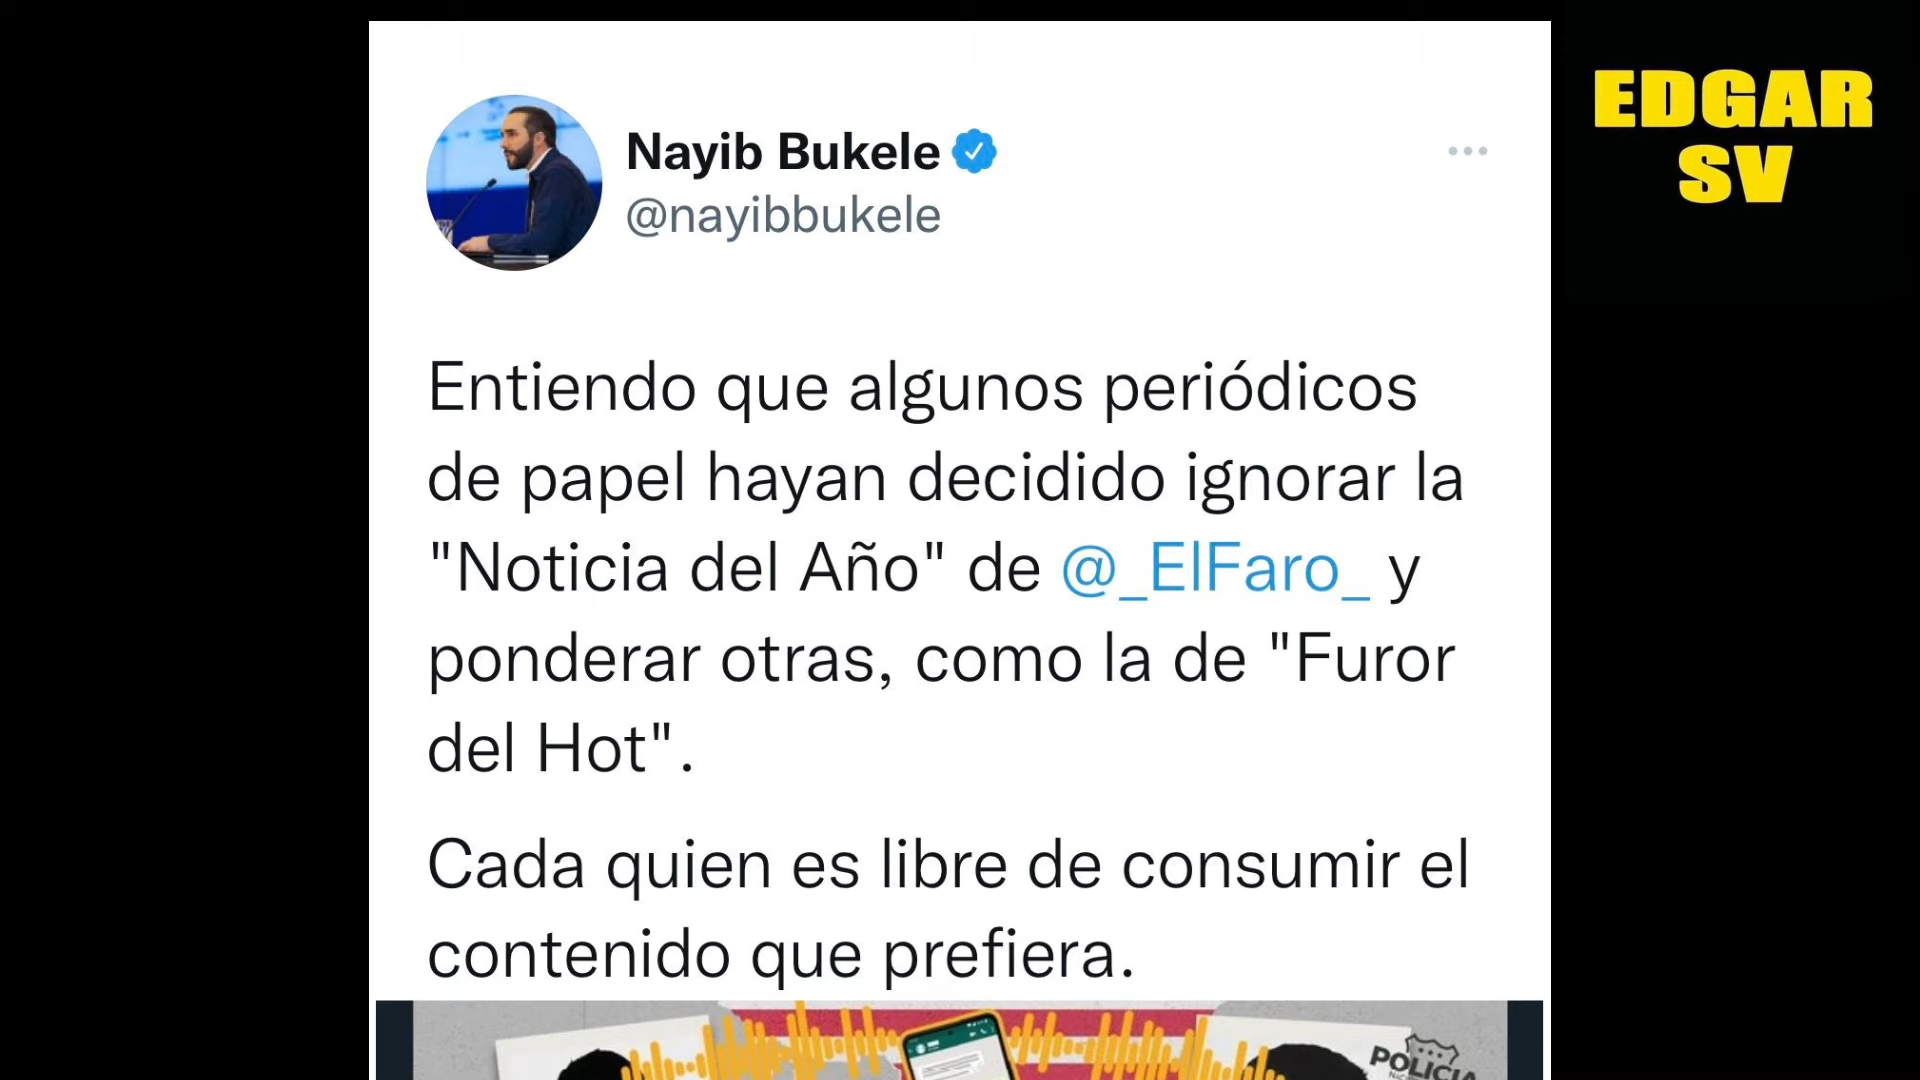 Nayib Bukele
@nayibbukele
EDGAR
SV
Entiendo que algunos periódicos
de papel hayan decidido ignorar la
"Noticia del Año" de @_ElFaro_ y
ponderar otras, como la de "Furor
del Hot".
Cada quien es libre de consumir el
contenido que prefiera.
POLICIA